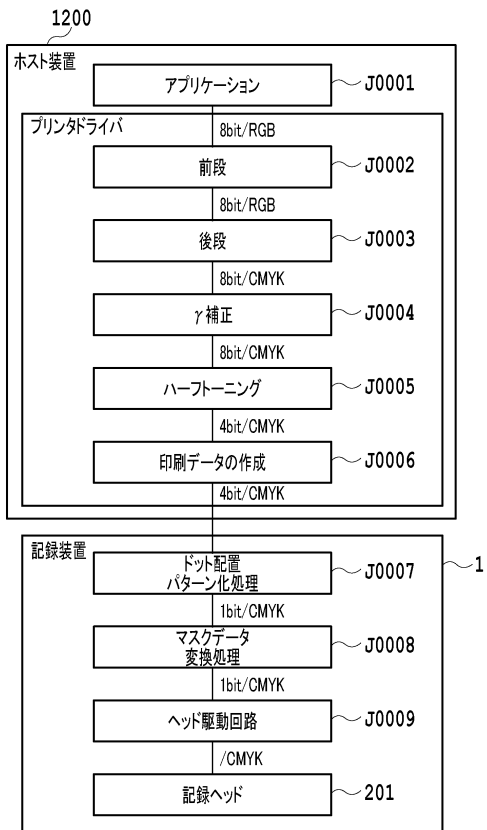 1200
ホスト装置
アプリケーション
J0001
プリンタドライバ
8bit/RGB
前段
J0002
8bit/RGB
後段
J0003
8bit/CMYK
γ補正
J0004
8bit/CMYK
ハーフトーニング
J0005
4bit/CMYK
印刷データの作成
J0006
4bit/CMYK
記録装置
1
ドット配置
パターン化処理
J0007
1bit/CMYK
マスクデータ
変換処理
J0008
1bit/CMYK
ヘッド駆動回路
J0009
/CMYK
記録ヘッド
201